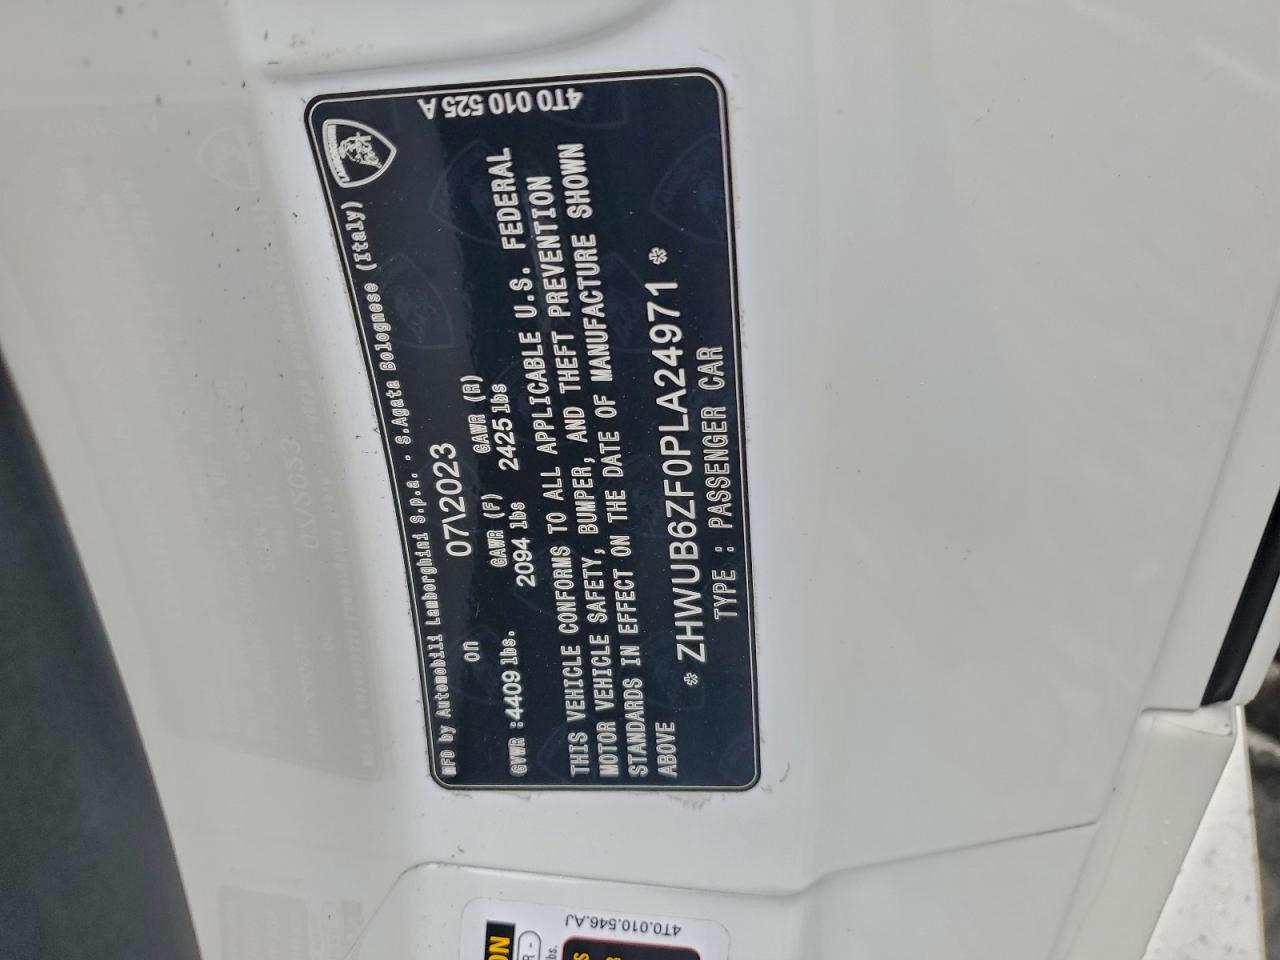 4T0 010 525 A
MFD by Automobili Lamborghini S.p.a. . S.Agata Bolognese (Italy)
on 07\2023
GVWR :4409 lbs. GAWR (F) 2094 lbs GAWR (R) 2425 lbs
THIS VEHICLE CONFORMS TO ALL APPLICABLE U.S. FEDERAL
MOTOR VEHICLE SAFETY, BUMPER, AND THEFT PREVENTION
STANDARDS IN EFFECT ON THE DATE OF MANUFACTURE SHOWN
ABOVE
* ZHWUB6ZF0PLA24971 *
TYPE : PASSENGER CAR
4T0.010.546.AJ